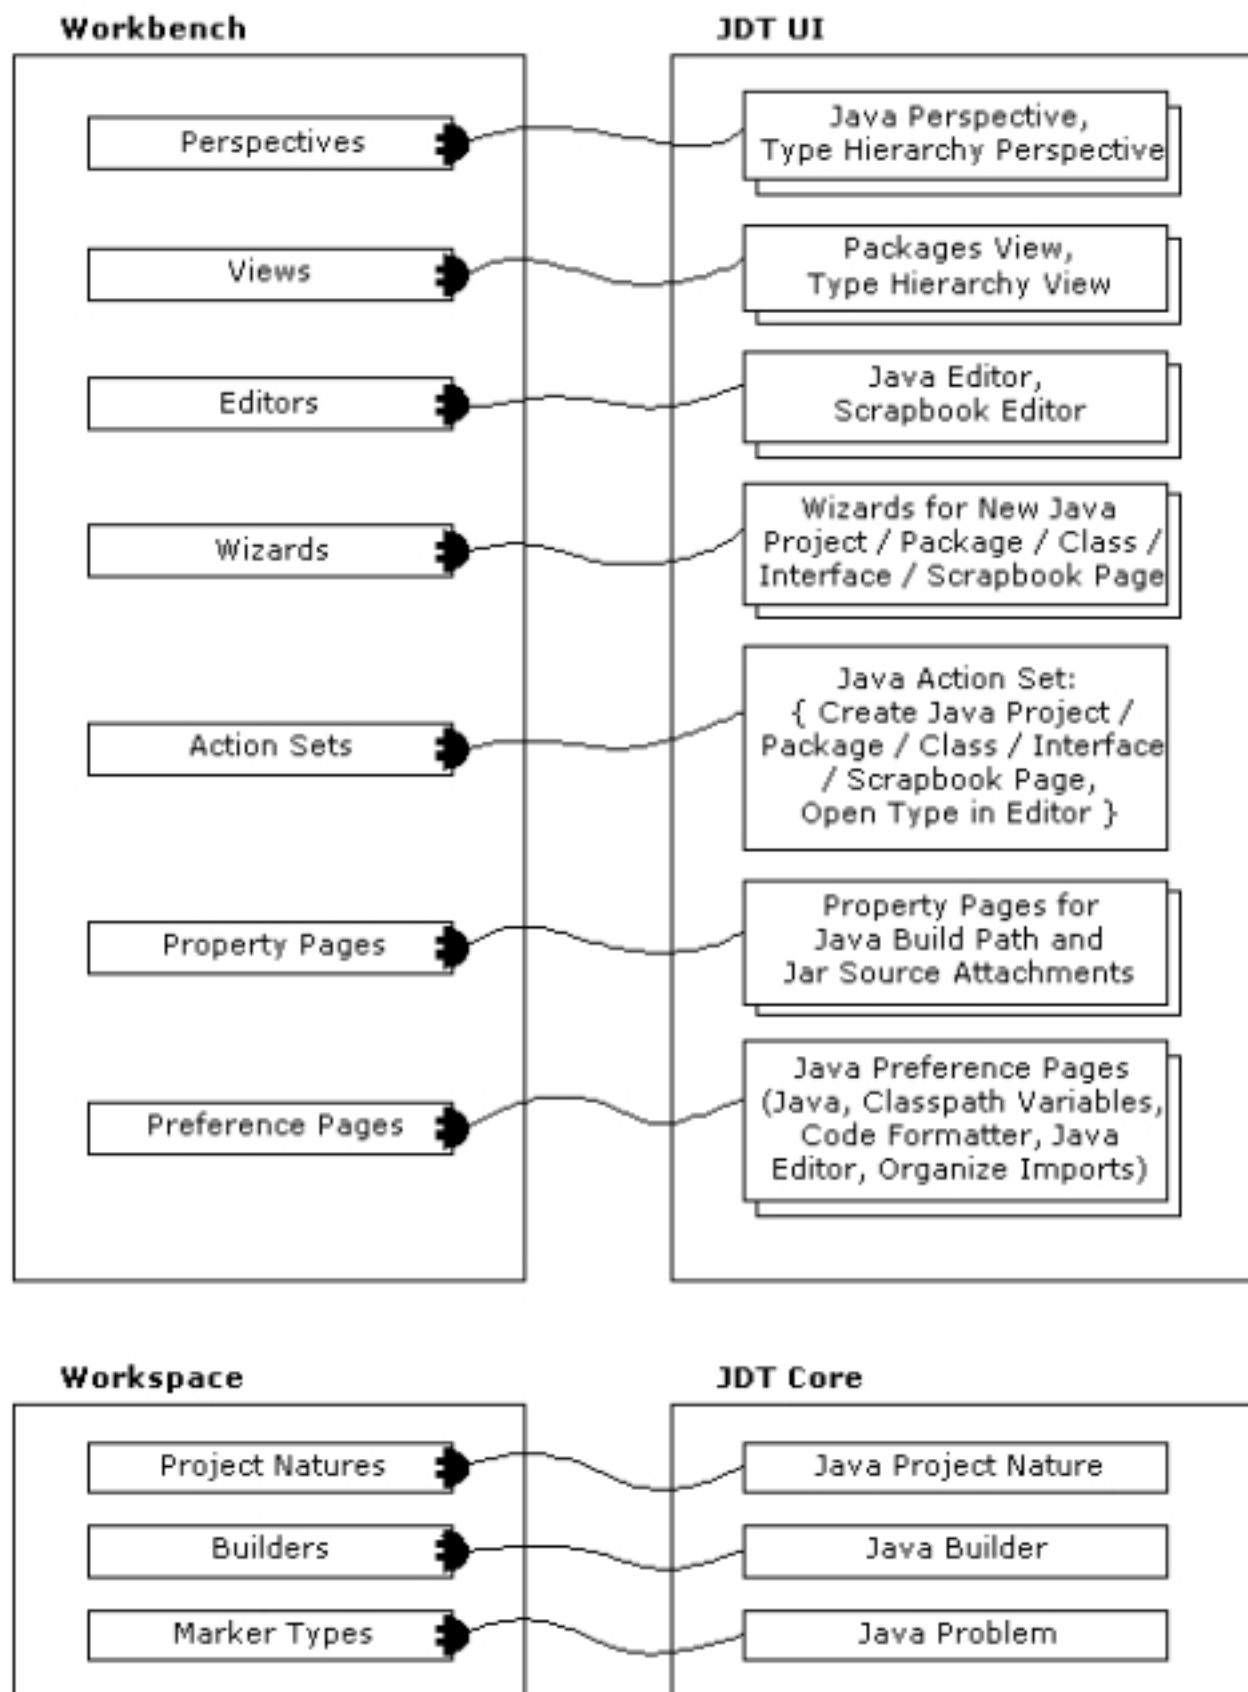 Workbench
JDT UI
Perspectives
Java Perspective,
Type Hierarchy Perspective
Views
Packages View,
Type Hierarchy View
Editors
Java Editor,
Scrapbook Editor
Wizards
Wizards for New Java
Project / Package / Class /
Interface / Scrapbook Page
Action Sets
Java Action Set:
{ Create Java Project /
Package / Class / Interface
/ Scrapbook Page,
Open Type in Editor }
Property Pages
Property Pages for
Java Build Path and
Jar Source Attachments
Preference Pages
Java Preference Pages
(Java, Classpath Variables,
Code Formatter, Java
Editor, Organize Imports)
Workspace
JDT Core
Project Natures
Java Project Nature
Builders
Java Builder
Marker Types
Java Problem